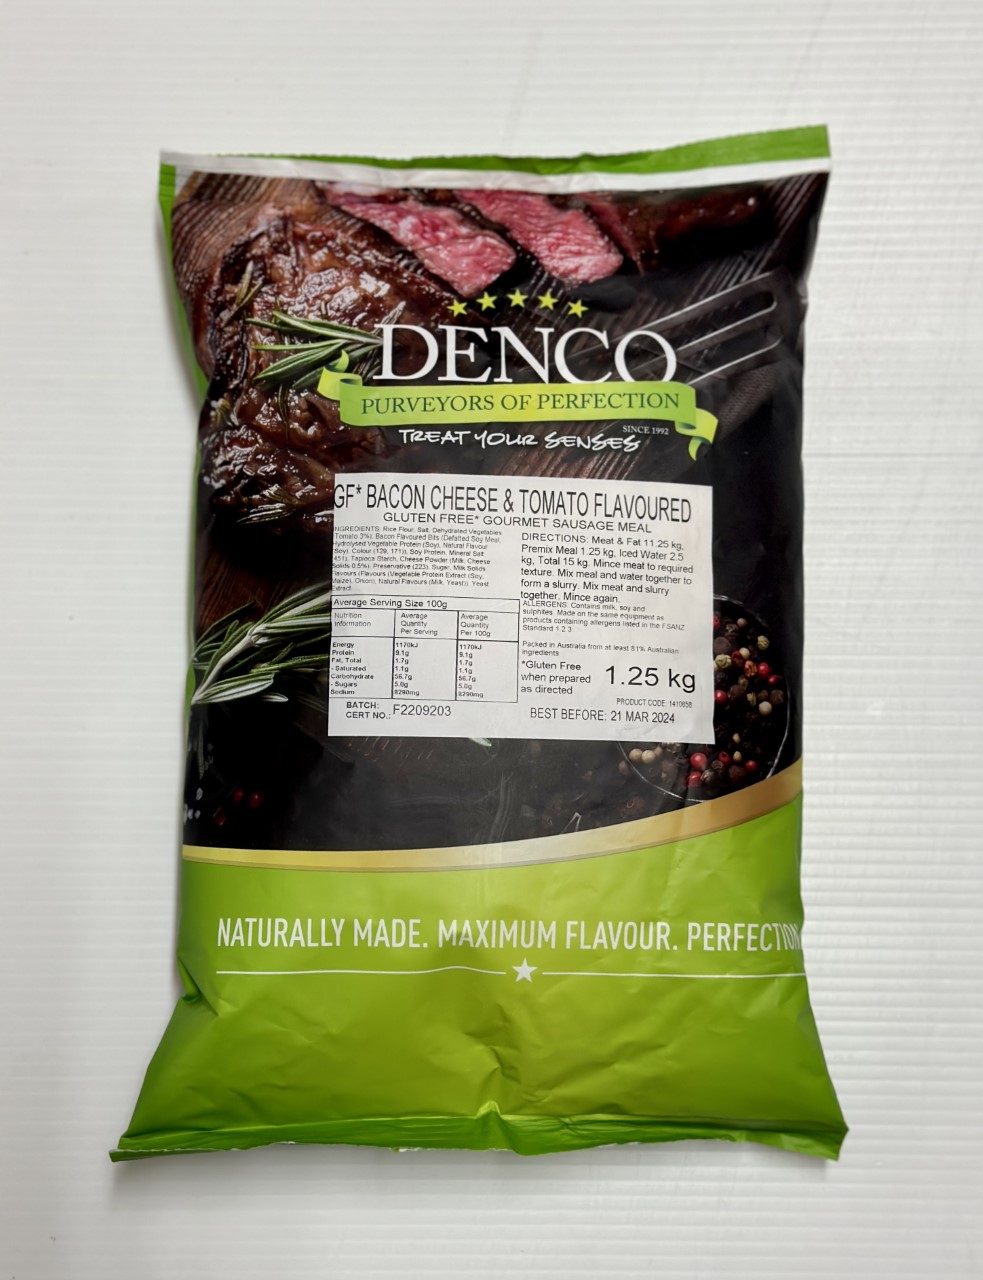 DENCO
PURVEYORS OF PERFECTION
SINCE 1992
TREAT YOUR SENSES
GF* BACON CHEESE & TOMATO FLAVOURED
GLUTEN FREE* GOURMET SAUSAGE MEAL
INGREDIENTS: Rice Flour, Salt, Dehydrated Vegetables
Tomato 3%), Bacon Flavoured Bits (Defatted Soy Meal,
Hydrolysed Vegetable Protein (Soy), Natural Flavour
Soy), Colour (129, 171)), Soy Protein, Mineral Salt
451), Tapioca Starch, Cheese Powder (Milk, Cheese
Solids 0.5%), Preservative (223), Sugar, Milk Solids,
Flavours (Flavours (Vegetable Protein Extract (Soy,
Maize), Onion), Natural Flavours (Milk, Yeast)), Yeast
Extract
DIRECTIONS: Meat & Fat 11.25 kg,
Premix Meal 1.25 kg, Iced Water 2.5
kg, Total 15 kg. Mince meat to required
texture. Mix meal and water together to
form a slurry. Mix meat and slurry
together. Mince again.
ALLERGENS: Contains milk, soy and
sulphites. Made on the same equipment as
products containing allergens listed in the FSANZ
Standard 1.2.3
Average Serving Size 100g
Nutrition Information
Average Quantity Per Serving
Average Quantity Per 100g
Energy 1170kJ 1170kJ
Protein 9.1g 9.1g
Fat, Total 1.7g 1.7g
- Saturated 1.1g 1.1g
Carbohydrate 56.7g 56.7g
- Sugars 5.0g 5.0g
Sodium 8290mg 8290mg
Packed in Australia from at least 81% Australian
ingredients
*Gluten Free
when prepared
as directed
1.25 kg
PRODUCT CODE: 1410658
BATCH:
CERT NO.: F2209203
BEST BEFORE: 21 MAR 2024
NATURALLY MADE. MAXIMUM FLAVOUR. PERFECTION